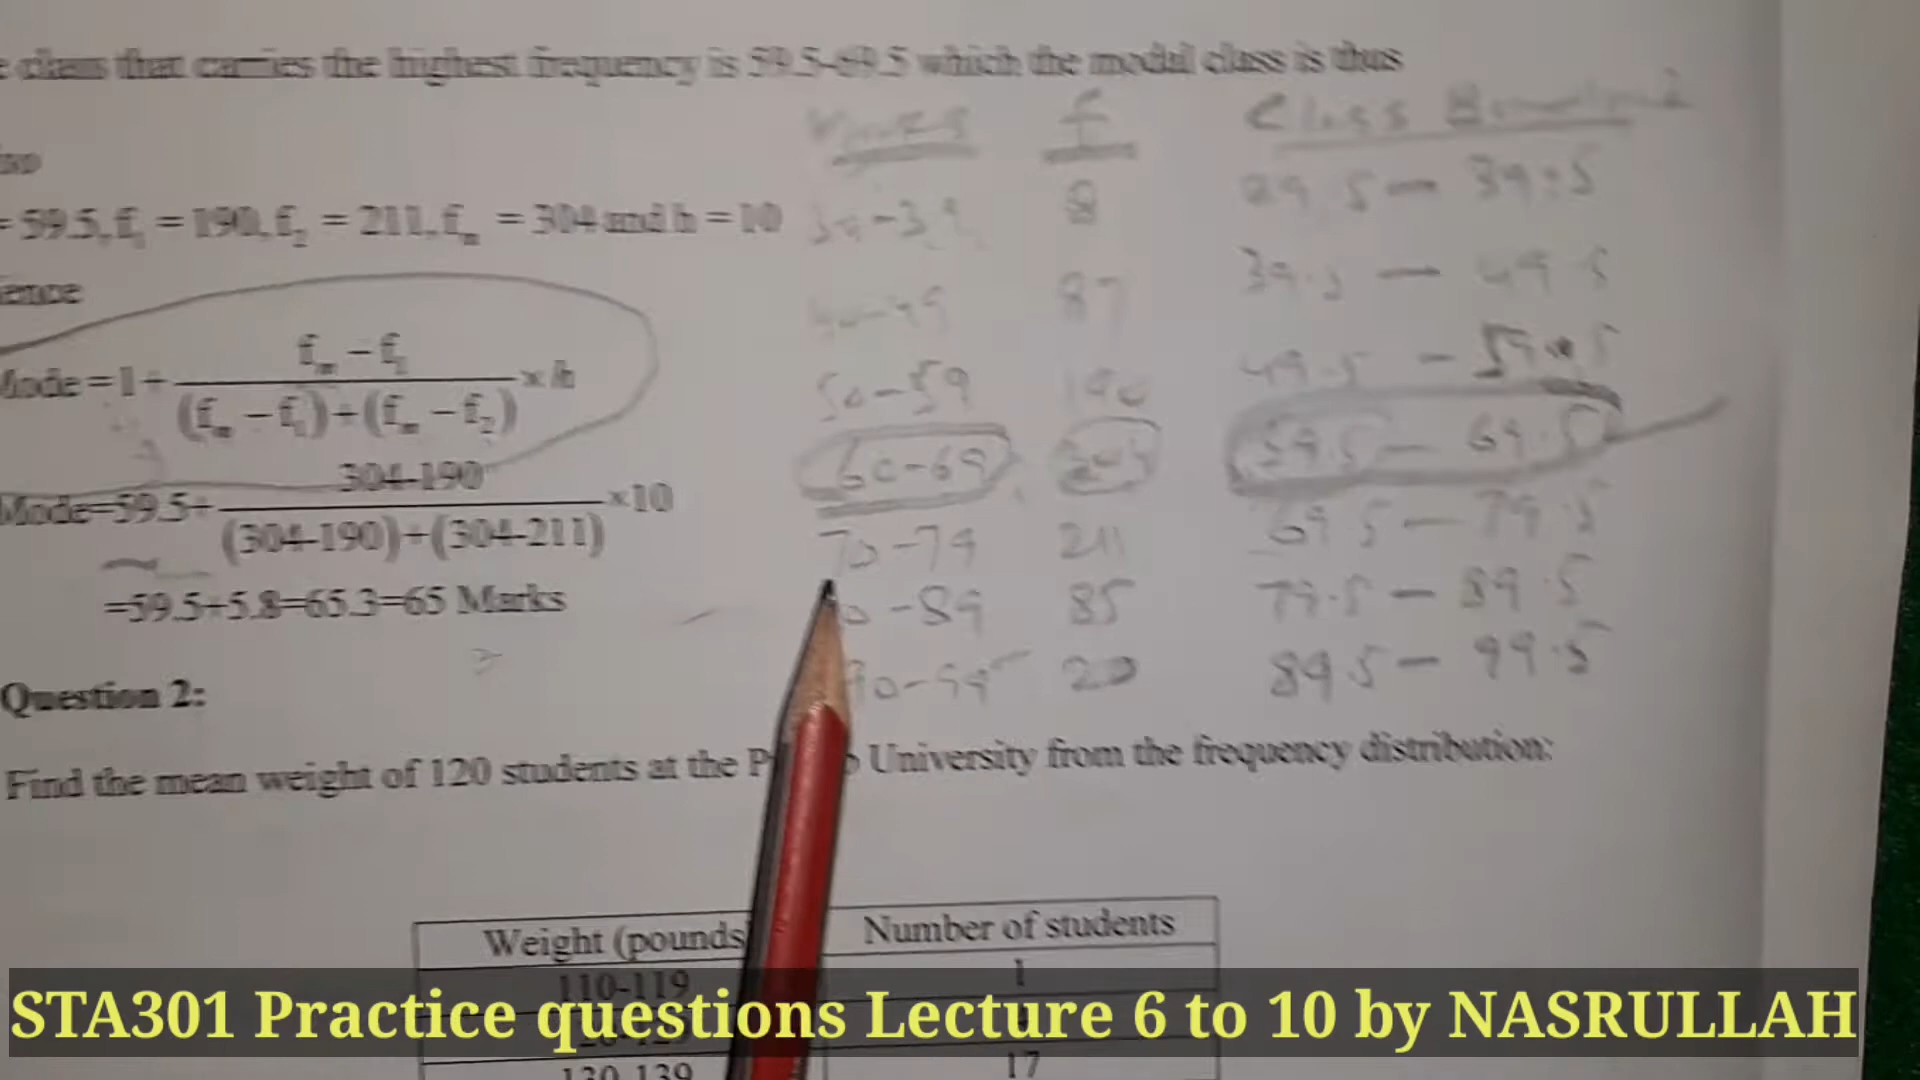 class that carries the highest frequency is 59.5-69.5 which the modal class is thus
= 59.5, f1 = 190, f2 = 211, fm = 304 and h = 10
Mode = l + (fm – f1) / ((fm – f1) + (fm – f2)) × h
Mode=59.5+ (304-190) / ((304-190)+(304-211)) ×10
=59.5+5.8=65.3=65 Marks
f Class
30-39 8 29.5 — 39.5
40-49 87 39.5 — 49.5
50-59 190 49.5 — 59.5
60-69 59.5 — 69.5
70-79 211 69.5 — 79.5
-89 85 79.5 — 89.5
90-99 20 89.5 — 99.5
Question 2:
Find the mean weight of 120 students at the University from the frequency distribution:
Weight (pounds Number of students
110-119 1
130-139 17
STA301 Practice questions Lecture 6 to 10 by NASRULLAH